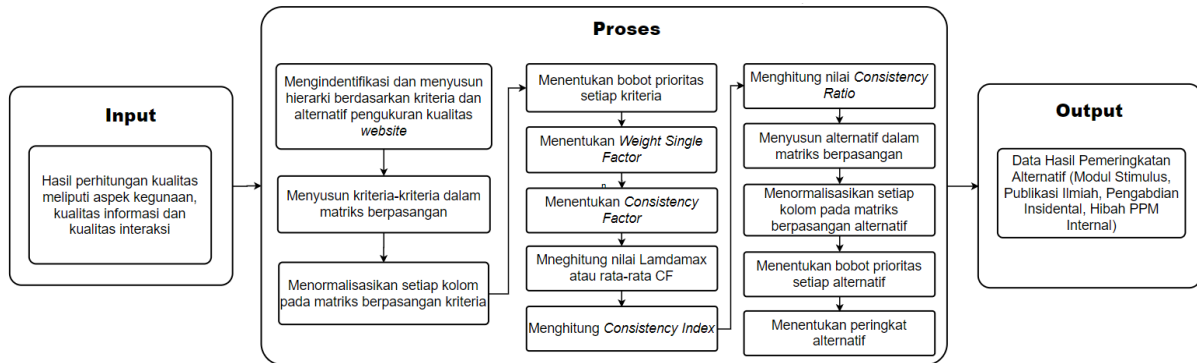 Input
Hasil perhitungan kualitas
meliputi aspek kegunaan,
kualitas informasi dan
kualitas interaksi
Proses
Mengindentifikasi dan menyusun
hierarki berdasarkan kriteria dan
alternatif pengukuran kualitas
website
Menyusun kriteria-kriteria dalam
matriks berpasangan
Menormalisasikan setiap kolom
pada matriks berpasangan kriteria
Menentukan bobot prioritas
setiap kriteria
Menentukan Weight Single
Factor
Menentukan Consistency
Factor
Mneghitung nilai Lamdamax
atau rata-rata CF
Menghitung Consistency Index
Menghitung nilai Consistency
Ratio
Menyusun alternatif dalam
matriks berpasangan
Menormalisasikan setiap
kolom pada matriks
berpasangan alternatif
Menentukan bobot prioritas
setiap alternatif
Menentukan peringkat
alternatif
Output
Data Hasil Pemeringkatan
Alternatif (Modul Stimulus,
Publikasi Ilmiah, Pengabdian
Insidental, Hibah PPM
Internal)